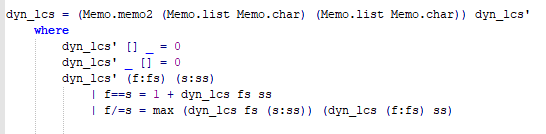 dyn_lcs = (Memo.memo2 (Memo.list Memo.char) (Memo.list Memo.char)) dyn_lcs'
    where
        dyn_lcs' [] _ = 0
        dyn_lcs' _ [] = 0
        dyn_lcs' (f:fs) (s:ss)
            | f==s = 1 + dyn_lcs fs ss
            | f/=s = max (dyn_lcs fs (s:ss)) (dyn_lcs (f:fs) ss)